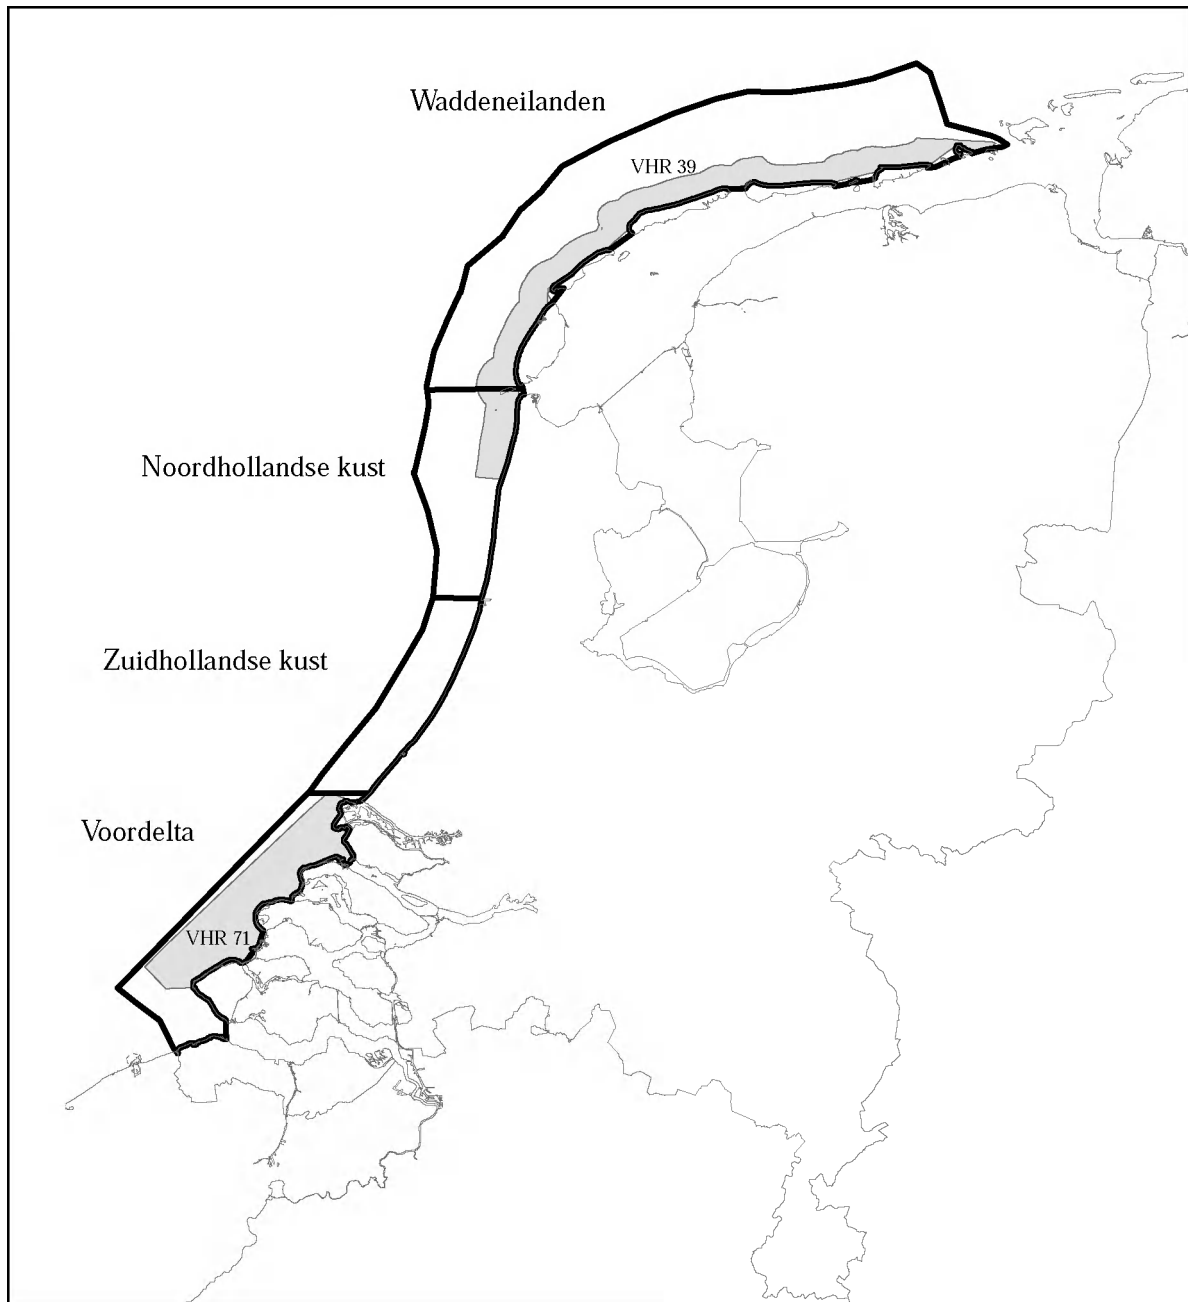 Waddeneilanden
VHR 39
Noordhollandse kust
Zuidhollandse kust
Voordelta
VHR 71